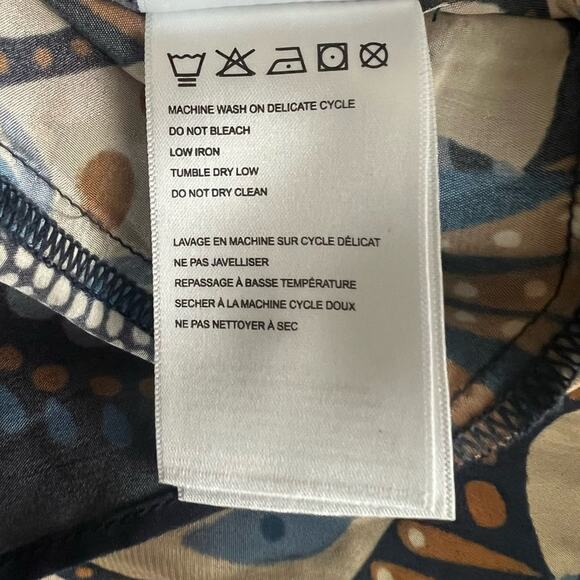 MACHINE WASH ON DELICATE CYCLE
DO NOT BLEACH
LOW IRON
TUMBLE DRY LOW
DO NOT DRY CLEAN
LAVAGE EN MACHINE SUR CYCLE DÉLICAT
NE PAS JAVELLISER
REPASSAGE À BASSE TEMPÉRATURE
SECHER À LA MACHINE CYCLE DOUX
NE PAS NETTOYER À SEC